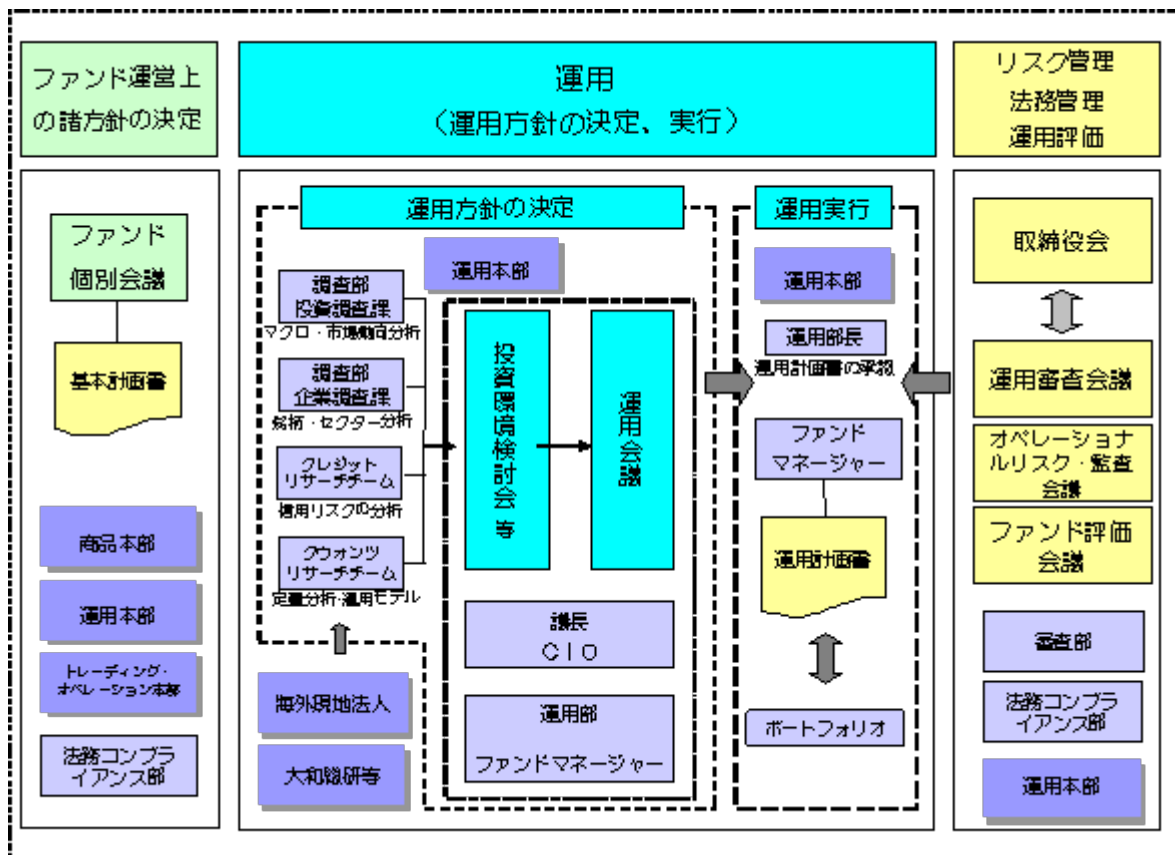 ファンド運営上
の諸方針の決定
運用
(運用方針の決定、実行)
リスク管理
法務管理
運用評価
ファンド
個別会議
基本計画書
商品本部
運用本部
トレーディング・
オペレーション本部
法務コンプラ
イアンス部
運用方針の決定
運用本部
調査部
投資調査課
マクロ・市場動向分析
調査部
企業調査課
銘柄・セクター分析
クレジット
リサーチチーム
信用リスクの分析
クウォンツ
リサーチチーム
定量分析・運用モデル
海外現地法人
大和総研等
投資環境検討会 等
運用会議
議長
CIO
運用部
ファンドマネージャー
運用実行
運用本部
運用部長
運用計画書の承認
ファンド
マネージャー
運用計画書
ポートフォリオ
取締役会
運用審査会議
オペレーショナ
ルリスク・監査
会議
ファンド評価
会議
審査部
法務コンプラ
イアンス部
運用本部